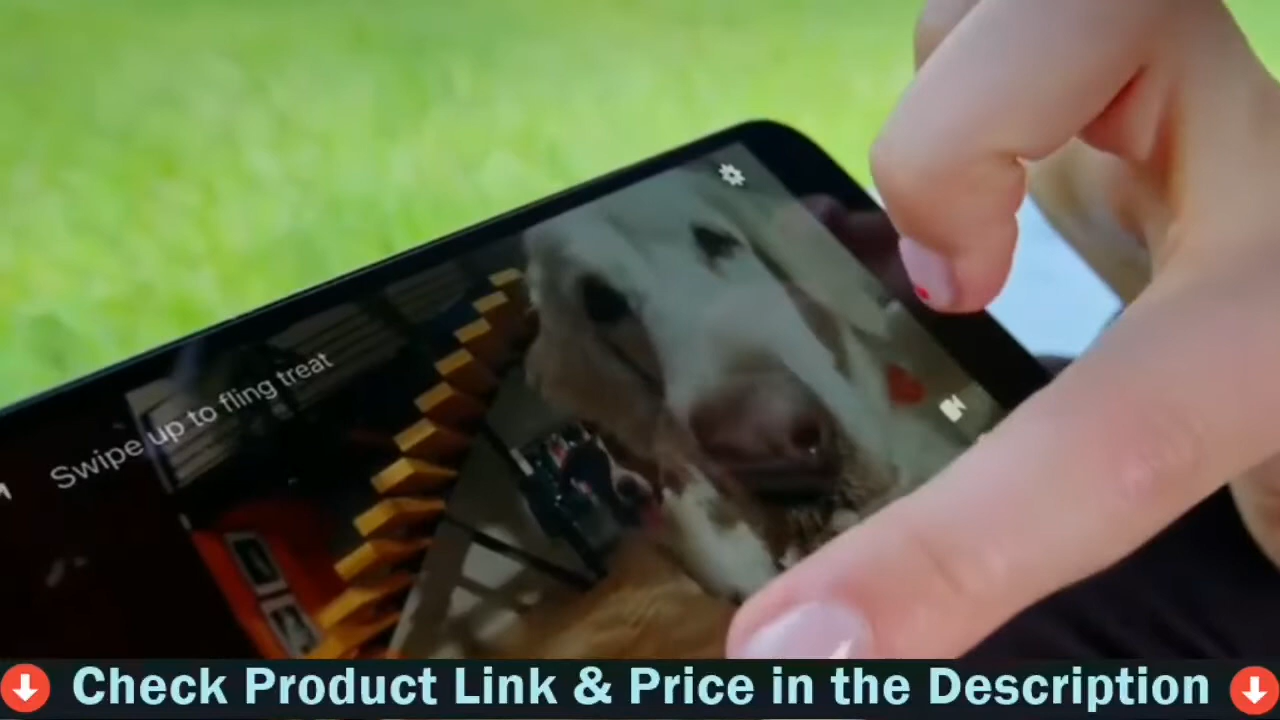 Swipe up to fling treat
Check Product Link & Price in the Description